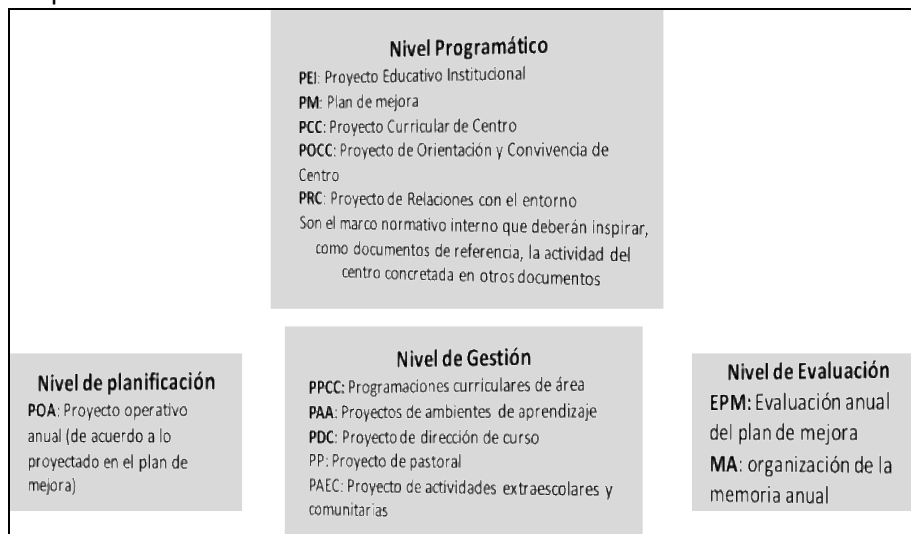 Nivel Programático
PEI: Proyecto Educativo Institucional
PM: Plan de mejora
PCC: Proyecto Curricular de Centro
POCC: Proyecto de Orientación y Convivencia de
Centro
PRC: Proyecto de Relaciones con el entorno
Son el marco normativo interno que deberán inspirar,
como documentos de referencia, la actividad del
centro concretada en otros documentos
Nivel de planificación
POA: Proyecto operativo
anual (de acuerdo a lo
proyectado en el plan de
mejora)
Nivel de Gestión
PPCC: Programaciones curriculares de área
PAA: Proyectos de ambientes de aprendizaje
PDC: Proyecto de dirección de curso
PP: Proyecto de pastoral
PAEC: Proyecto de actividades extraescolares y
comunitarias
Nivel de Evaluación
EPM: Evaluación anual
del plan de mejora
MA: organización de la
memoria anual